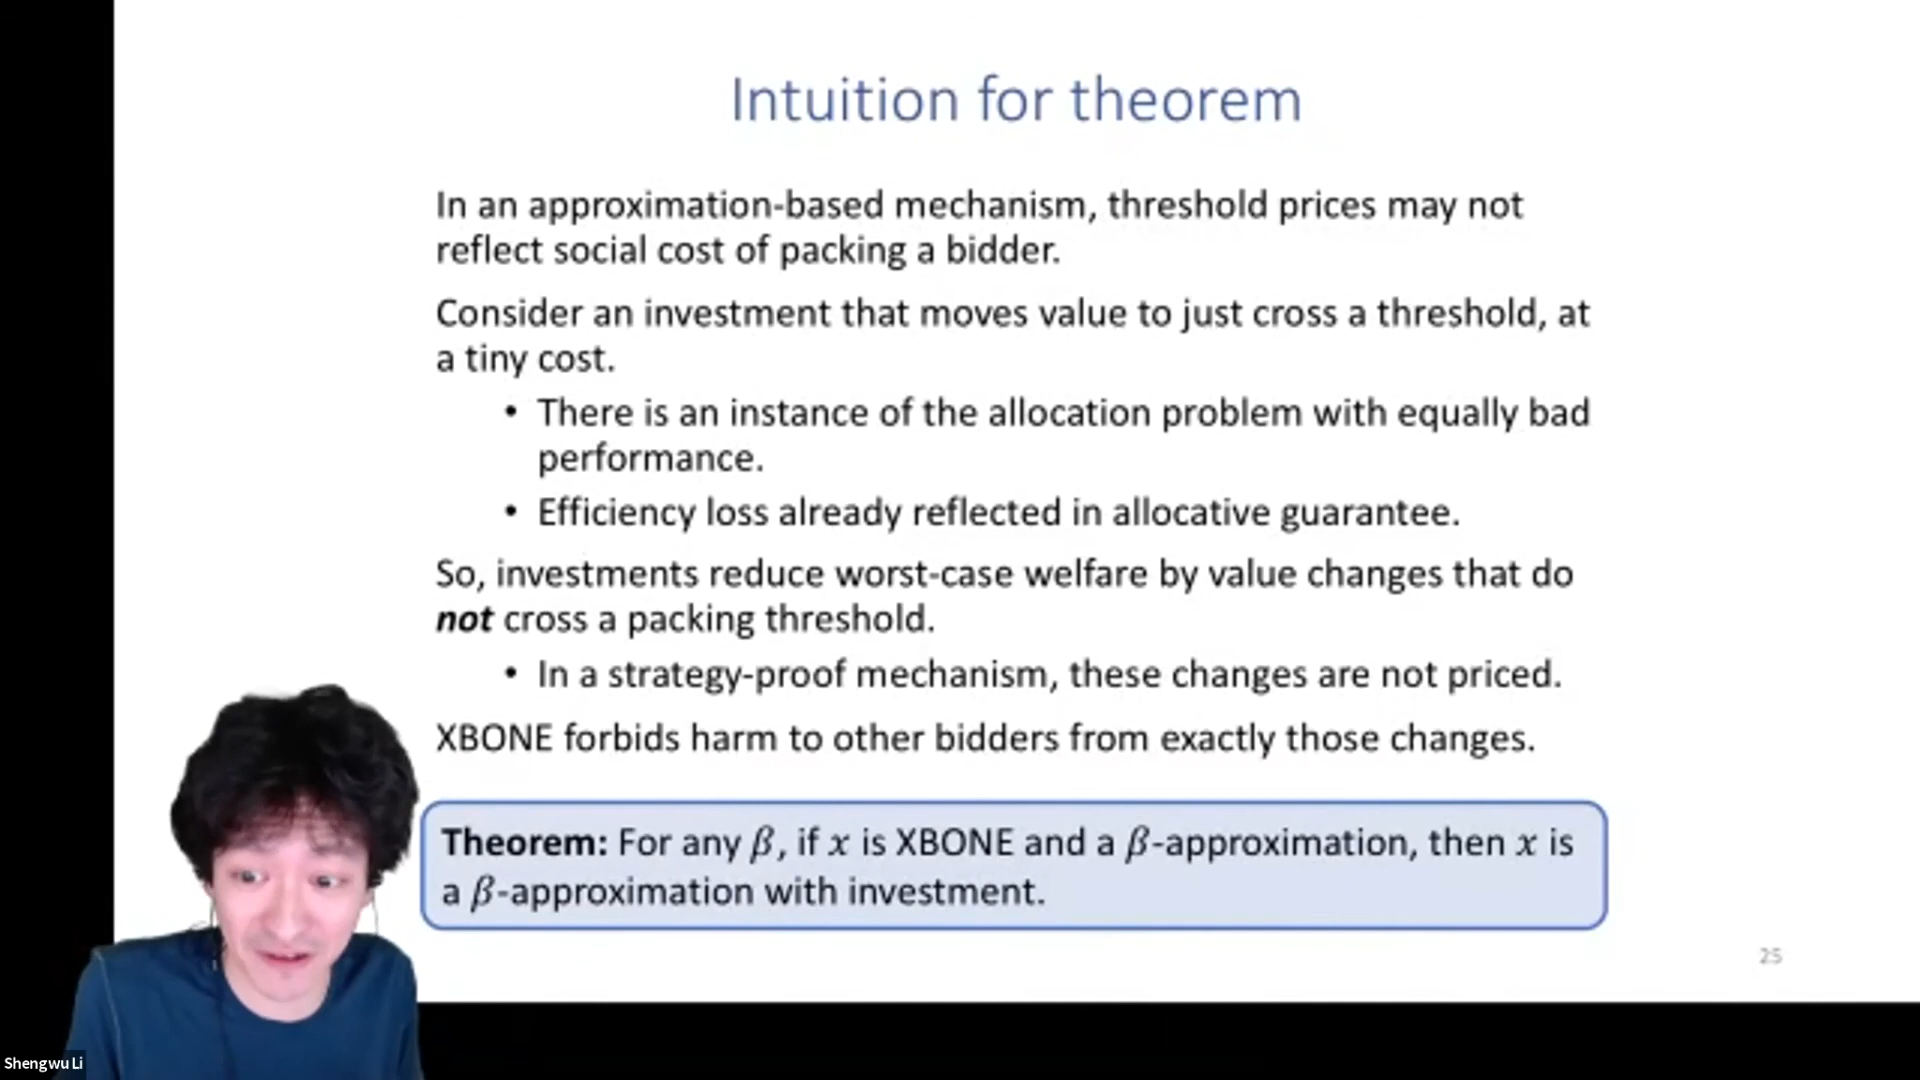 Intuition for theorem
In an approximation-based mechanism, threshold prices may not
reflect social cost of packing a bidder.
Consider an investment that moves value to just cross a threshold, at
a tiny cost.
• There is an instance of the allocation problem with equally bad
performance.
• Efficiency loss already reflected in allocative guarantee.
So, investments reduce worst-case welfare by value changes that do
not cross a packing threshold.
• In a strategy-proof mechanism, these changes are not priced.
XBONE forbids harm to other bidders from exactly those changes.
Theorem: For any β, if x is XBONE and a β-approximation, then x is
a β-approximation with investment.
25
Shengwu Li